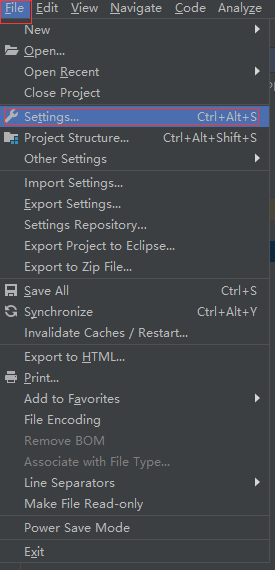 File Edit View Navigate Code Analyze
New
Open...
Open Recent
Close Project
Settings... Ctrl+Alt+S
Project Structure... Ctrl+Alt+Shift+S
Other Settings
Import Settings...
Export Settings...
Settings Repository...
Export Project to Eclipse...
Export to Zip File...
Save All Ctrl+S
Synchronize Ctrl+Alt+Y
Invalidate Caches / Restart...
Export to HTML...
Print...
Add to Favorites
File Encoding
Remove BOM
Associate with File Type...
Line Separators
Make File Read-only
Power Save Mode
Exit